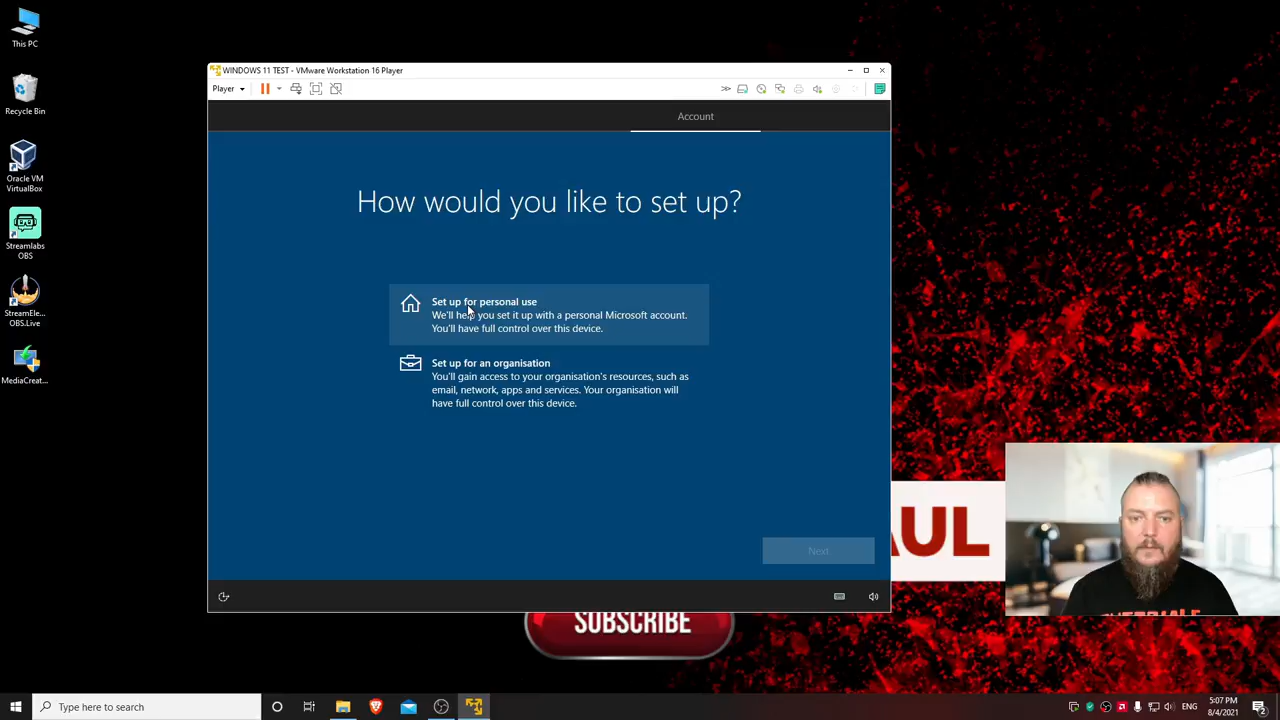 This PC
Recycle Bin
Oracle VM
VirtualBox
Streamlabs
OBS
StreamEle...
OBS.Live
MediaCreat...
WINDOWS 11 TEST - VMware Workstation 16 Player
Player
Account
How would you like to set up?
Set up for personal use
We'll help you set it up with a personal Microsoft account.
You'll have full control over this device.
Set up for an organisation
You'll gain access to your organisation's resources, such as
email, network, apps and services. Your organisation will
have full control over this device.
Next
AUL
SUBSCRIBE
Type here to search
ENG
5:07 PM
8/4/2021
2